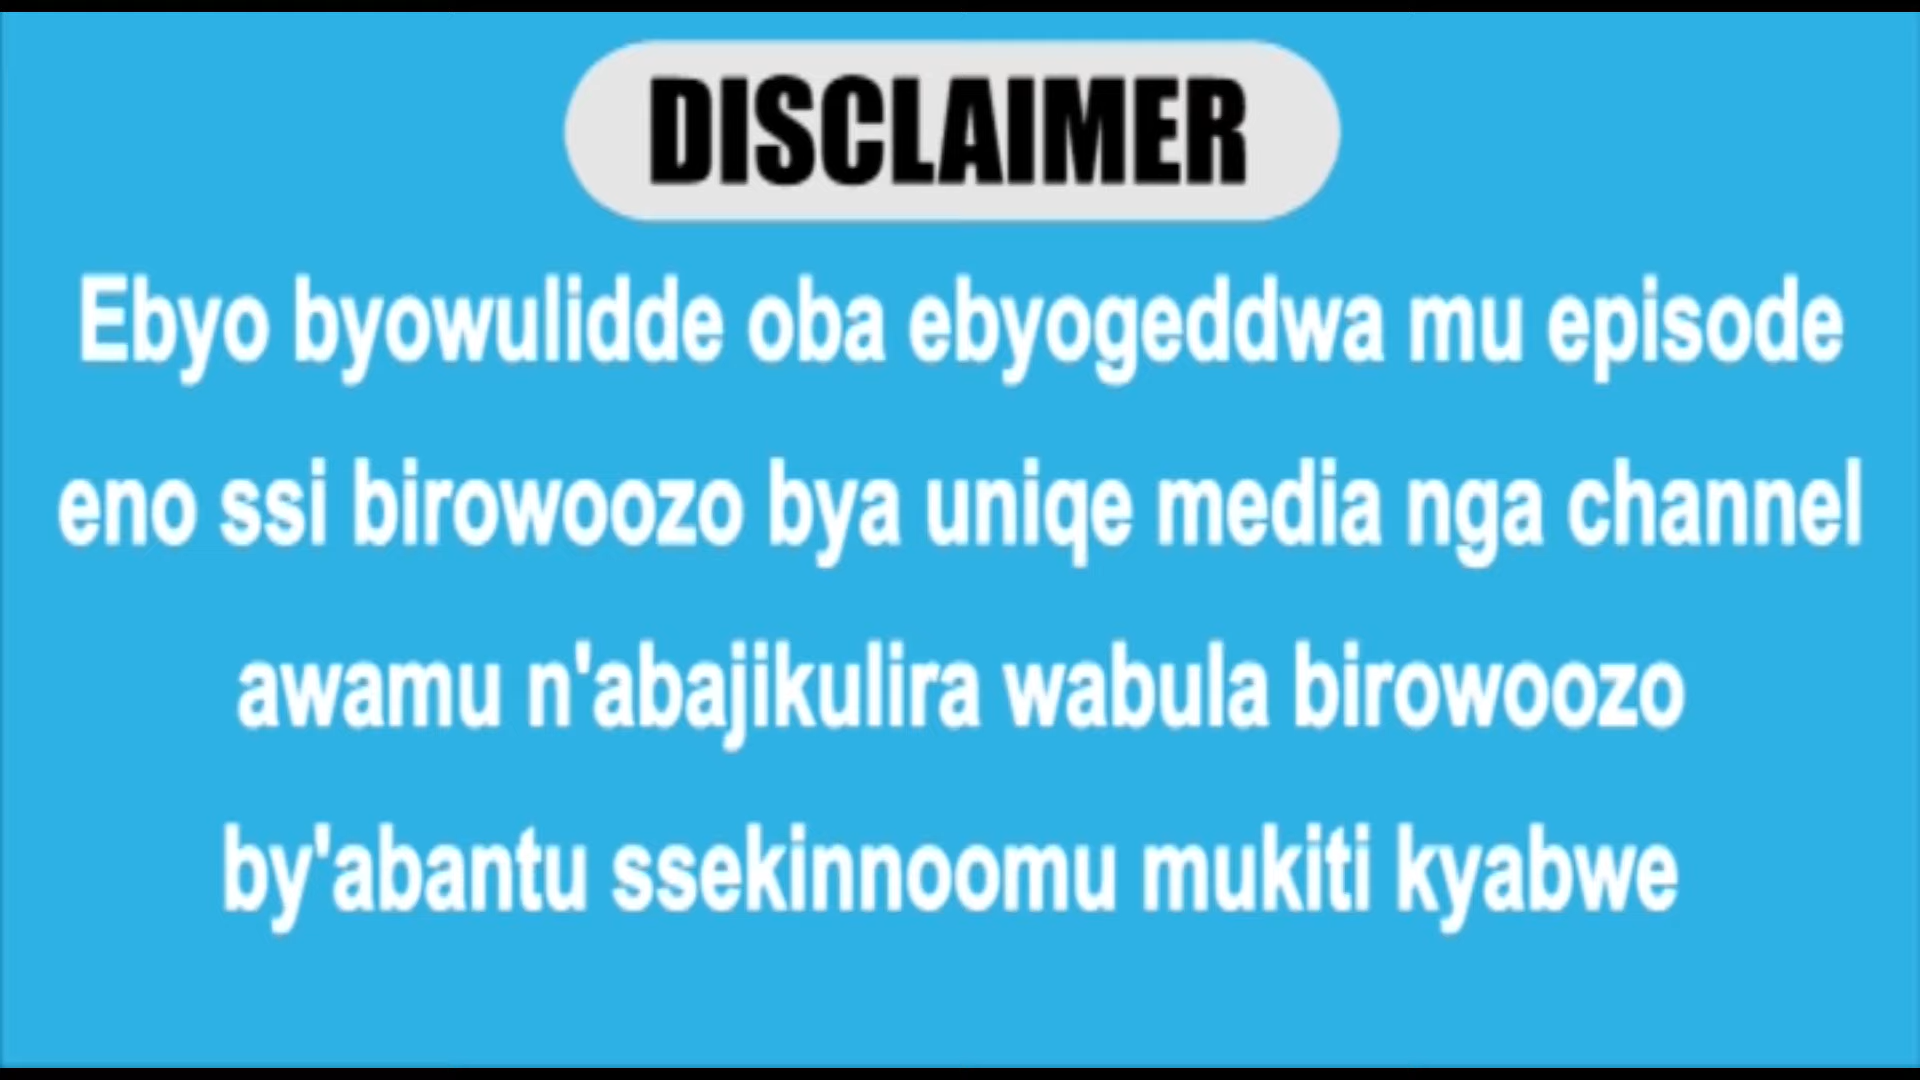 DISCLAIMER
Ebyo byowulidde oba ebyogeddwa mu episode
eno ssi birowoozo bya uniqe media nga channel
awamu n'abajikulira wabula birowoozo
by'abantu ssekinnoomu mukiti kyabwe